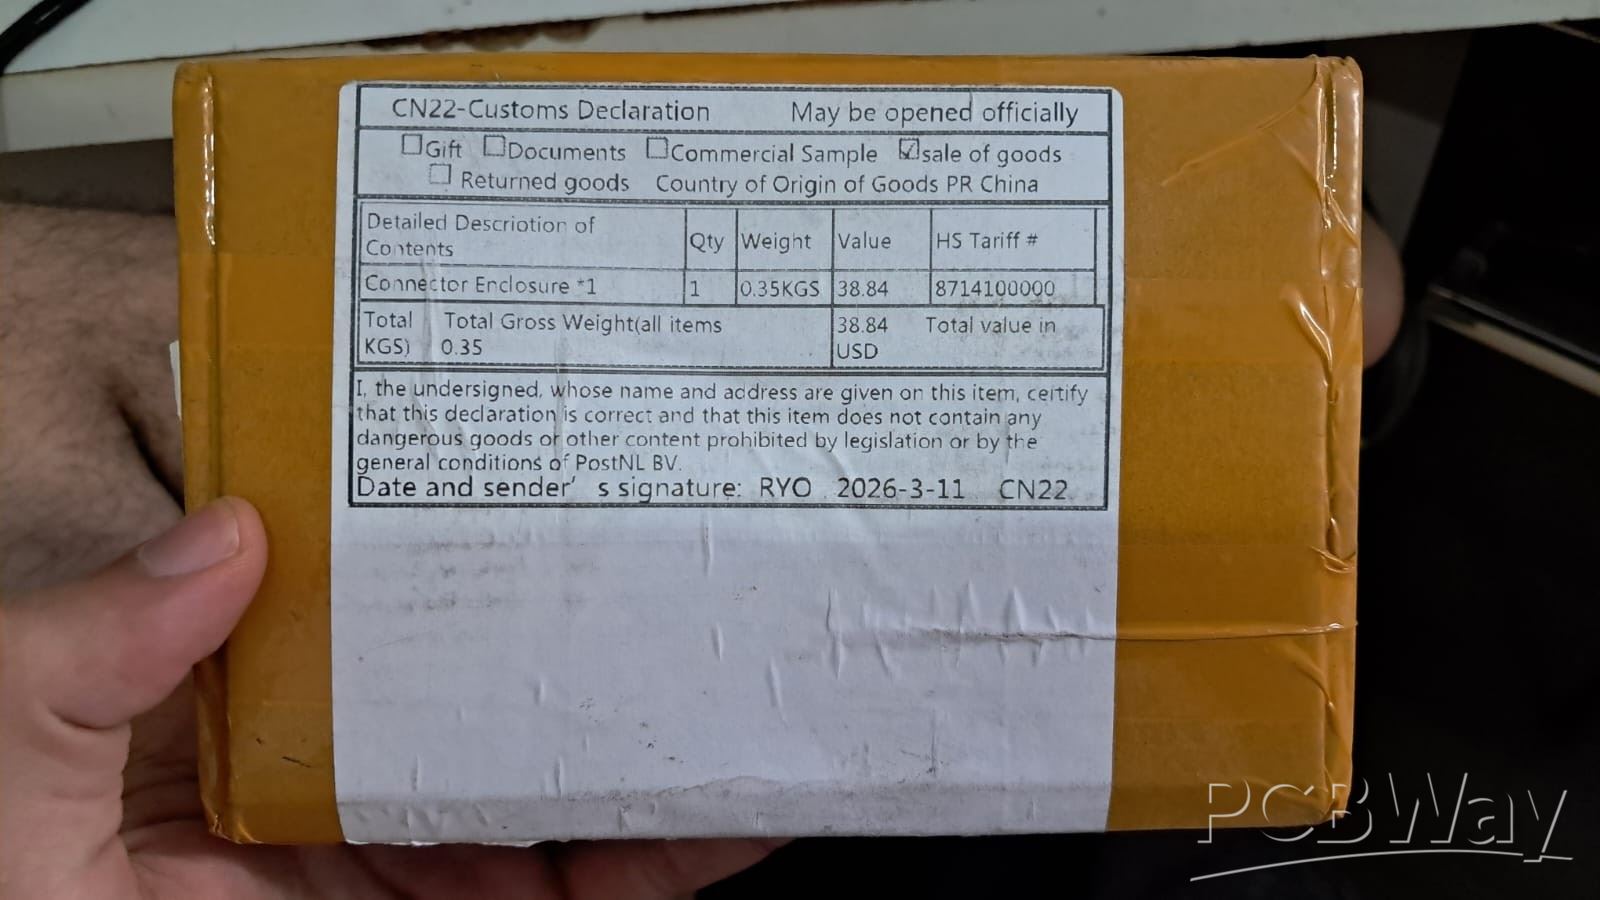 CN22-Customs Declaration May be opened officially
☐Gift ☐Documents ☐Commercial Sample ☑sale of goods
☐ Returned goods Country of Origin of Goods PR China
Detailed Descriotion of
Contents
Qty Weight Value HS Tariff #
Connector Enclosure *1 1 0.35KGS 38.84 8714100000
Total Total Gross Weight(all items 38.84 Total value in
KGS) 0.35 USD
I, the undersigned, whose name and address are given on this item, certify
that this declaration is correct and that this item does not contain any
dangerous goods or other content prohibited by legislation or by the
general conditions of PostNL BV.
Date and sender' s signature: RYO 2026-3-11 CN22
PCBWay